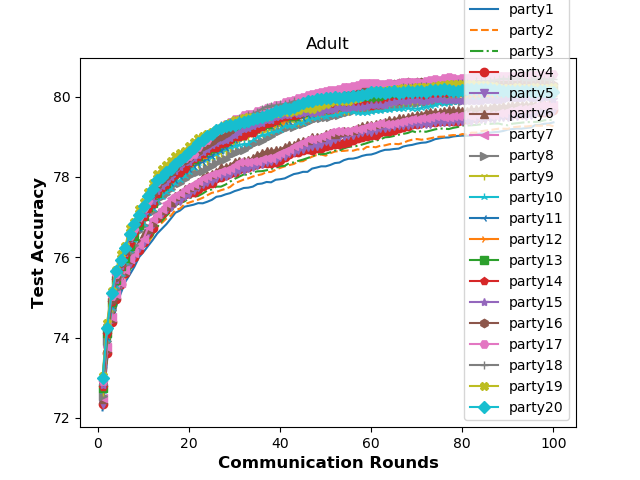 Adult
Test Accuracy
80
78
76
74
72
0 20 40 60 80 100
Communication Rounds
party1
party2
party3
party4
party5
party6
party7
party8
party9
party10
party11
party12
party13
party14
party15
party16
party17
party18
party19
party20